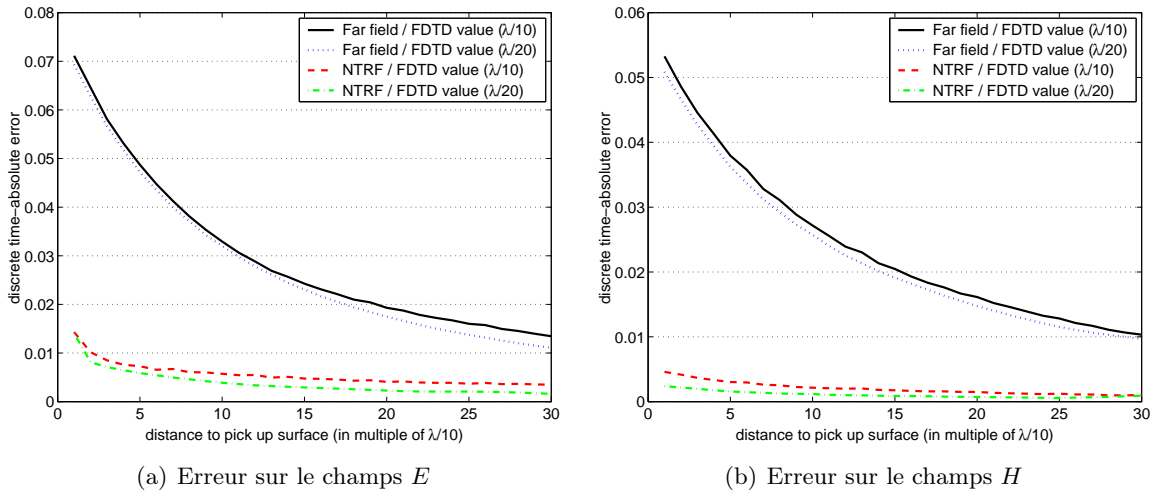 0.08
0.07
0.06
0.05
0.04
0.03
0.02
0.01
0
discrete time−absolute error
0 5 10 15 20 25 30
distance to pick up surface (in multiple of λ/10)
Far field / FDTD value (λ/10)
Far field / FDTD value (λ/20)
NTRF / FDTD value (λ/10)
NTRF / FDTD value (λ/20)
(a) Erreur sur le champs E
0.06
0.05
0.04
0.03
0.02
0.01
0
discrete time−absolute error
0 5 10 15 20 25 30
distance to pick up surface (in multiple of λ/10)
Far field / FDTD value (λ/10)
Far field / FDTD value (λ/20)
NTRF / FDTD value (λ/10)
NTRF / FDTD value (λ/20)
(b) Erreur sur le champs H